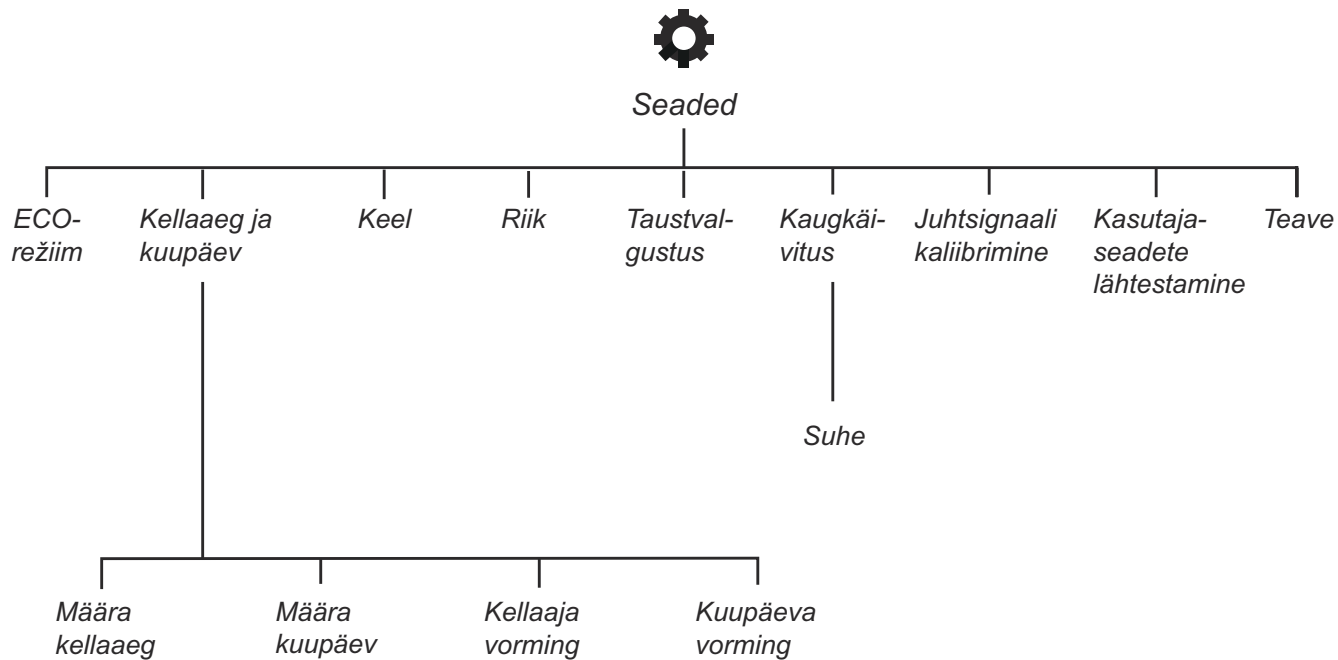 Seaded
ECO-
režiim
Kellaaeg ja
kuupäev
Keel
Riik
Taustval-
gustus
Kaugkäi-
vitus
Juhtsignaali
kaliibrimine
Kasutaja-
seadete
lähtestamine
Teave
Suhe
Määra
kellaaeg
Määra
kuupäev
Kellaaja
vorming
Kuupäeva
vorming